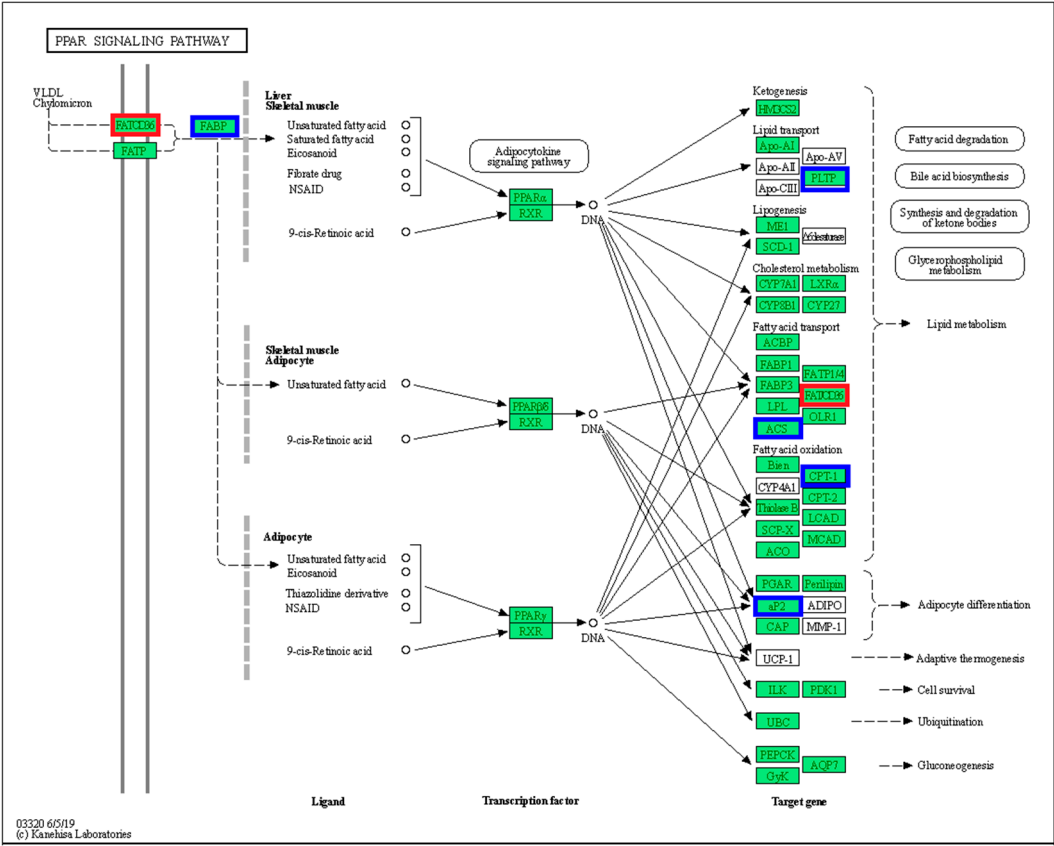 PPAR SIGNALING PATHWAY
VLDL
Chylomicron
FAT/CD36
FATP
FABP
Liver
Skeletal muscle
Unsaturated fatty acid
Saturated fatty acid
Eicosanoid
Fibrate drug
NSAID
9-cis-Retinoic acid
Adipocytokine
signaling pathway
PPARα
RXR
DNA
Skeletal muscle
Adipocyte
Unsaturated fatty acid
9-cis-Retinoic acid
PPARβ/δ
RXR
DNA
Adipocyte
Unsaturated fatty acid
Eicosanoid
Thiazolidine derivative
NSAID
9-cis-Retinoic acid
PPARγ
RXR
DNA
Ketogenesis
HMGCS2
Lipid transport
Apo-AI
Apo-AV
Apo-AII
PLTP
Apo-CIII
Lipogenesis
ME1
SCD-1
Cholesterol metabolism
CYP7A1 LXRα
CYP8B1 CYP27
Fatty acid transport
ACBP
FABP1
FATP1/4
FABP3
FAT/CD36
LPL
OLR1
ACS
Fatty acid oxidation
Bien
CPT-1
CYP4A1
CPT-2
Thiolase B
LCAD
SCP-X
MCAD
ACO
PGAR Perilipin
aP2 ADIPO
CAP MMP-1
UCP-1
ILK PDK1
UBC
PEPCK
AQP7
GyK
Fatty acid degradation
Bile acid biosynthesis
Synthesis and degradation
of ketone bodies
Glycerophospholipid
metabolism
Lipid metabolism
Adipocyte differentiation
Adaptive thermogenesis
Cell survival
Ubiquitination
Gluconeogenesis
Ligand
Transcription factor
Target gene
03320 6/5/19
(c) Kanehisa Laboratories